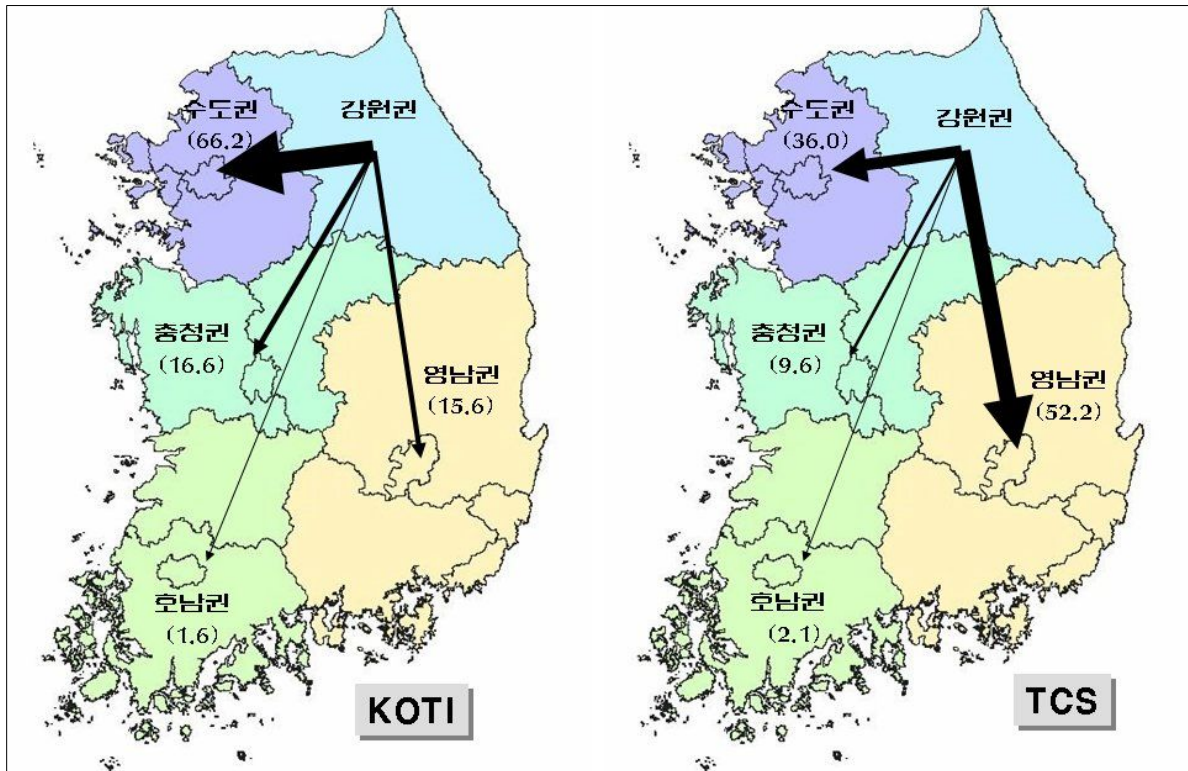 수도권
(66.2)
강원권
충청권
(16.6)
영남권
(15.6)
호남권
(1.6)
KOTI
수도권
(36.0)
강원권
충청권
(9.6)
영남권
(52.2)
호남권
(2.1)
TCS